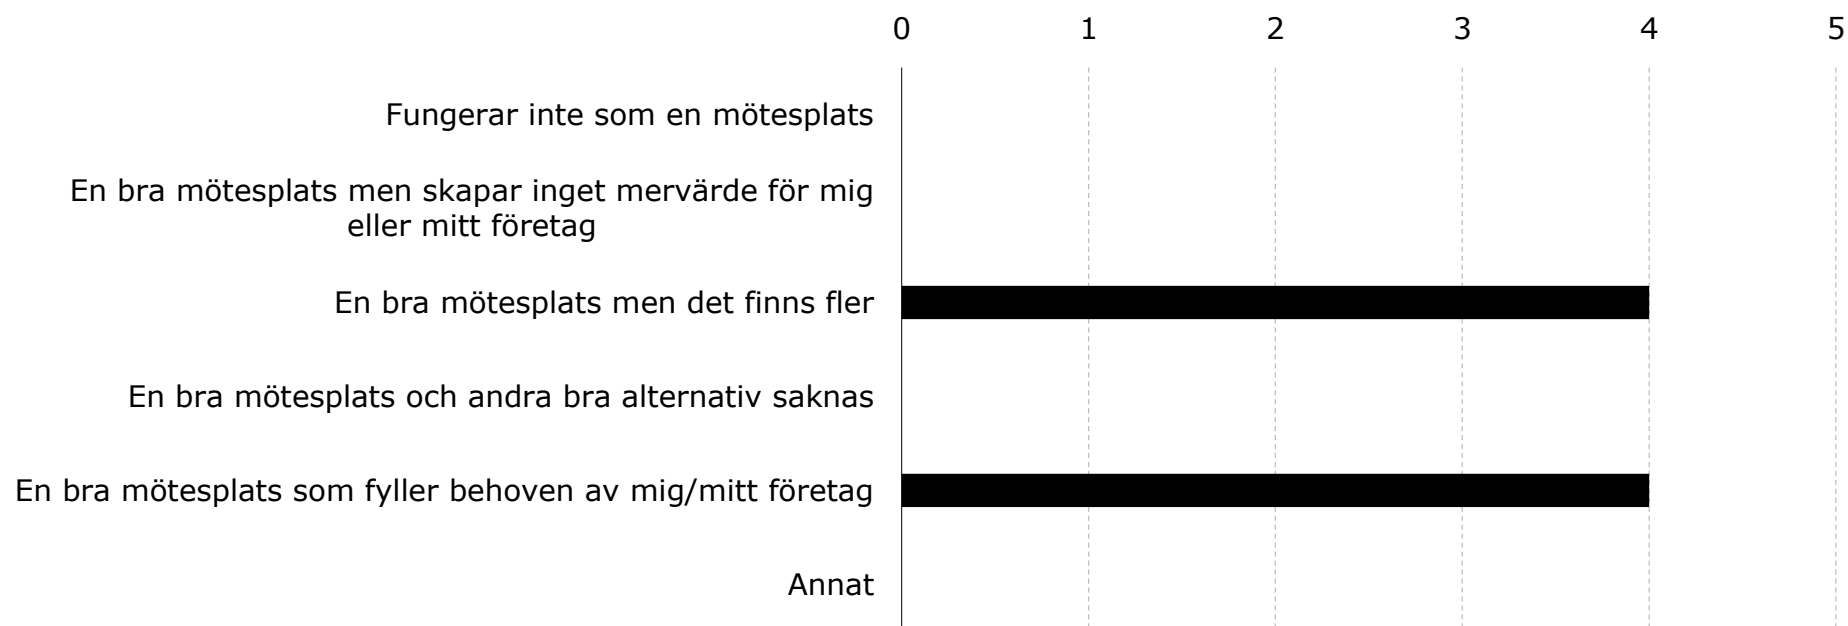 0 1 2 3 4 5
Fungerar inte som en mötesplats
En bra mötesplats men skapar inget mervärde för mig
eller mitt företag
En bra mötesplats men det finns fler
En bra mötesplats och andra bra alternativ saknas
En bra mötesplats som fyller behoven av mig/mitt företag
Annat